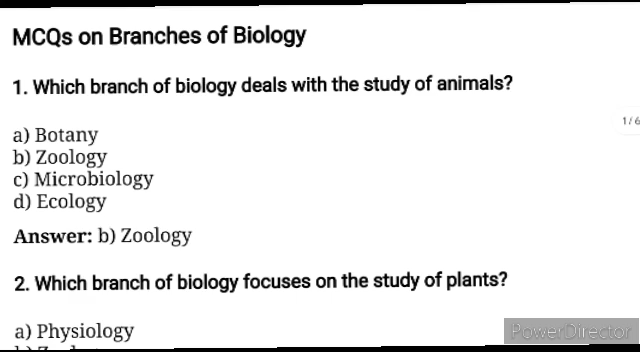 MCQs on Branches of Biology
1. Which branch of biology deals with the study of animals?
1/6
a) Botany
b) Zoology
c) Microbiology
d) Ecology
Answer: b) Zoology
2. Which branch of biology focuses on the study of plants?
a) Physiology
PowerDirector